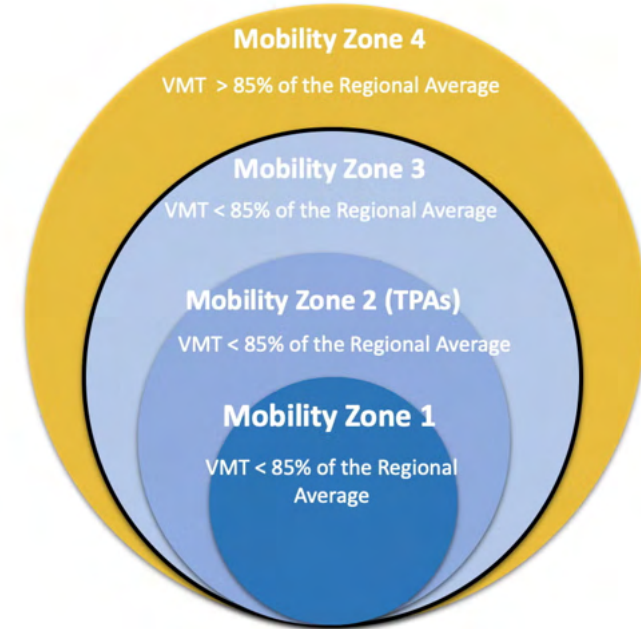 Mobility Zone 4
VMT > 85% of the Regional Average
Mobility Zone 3
VMT < 85% of the Regional Average
Mobility Zone 2 (TPAs)
VMT < 85% of the Regional Average
Mobility Zone 1
VMT < 85% of the Regional
Average